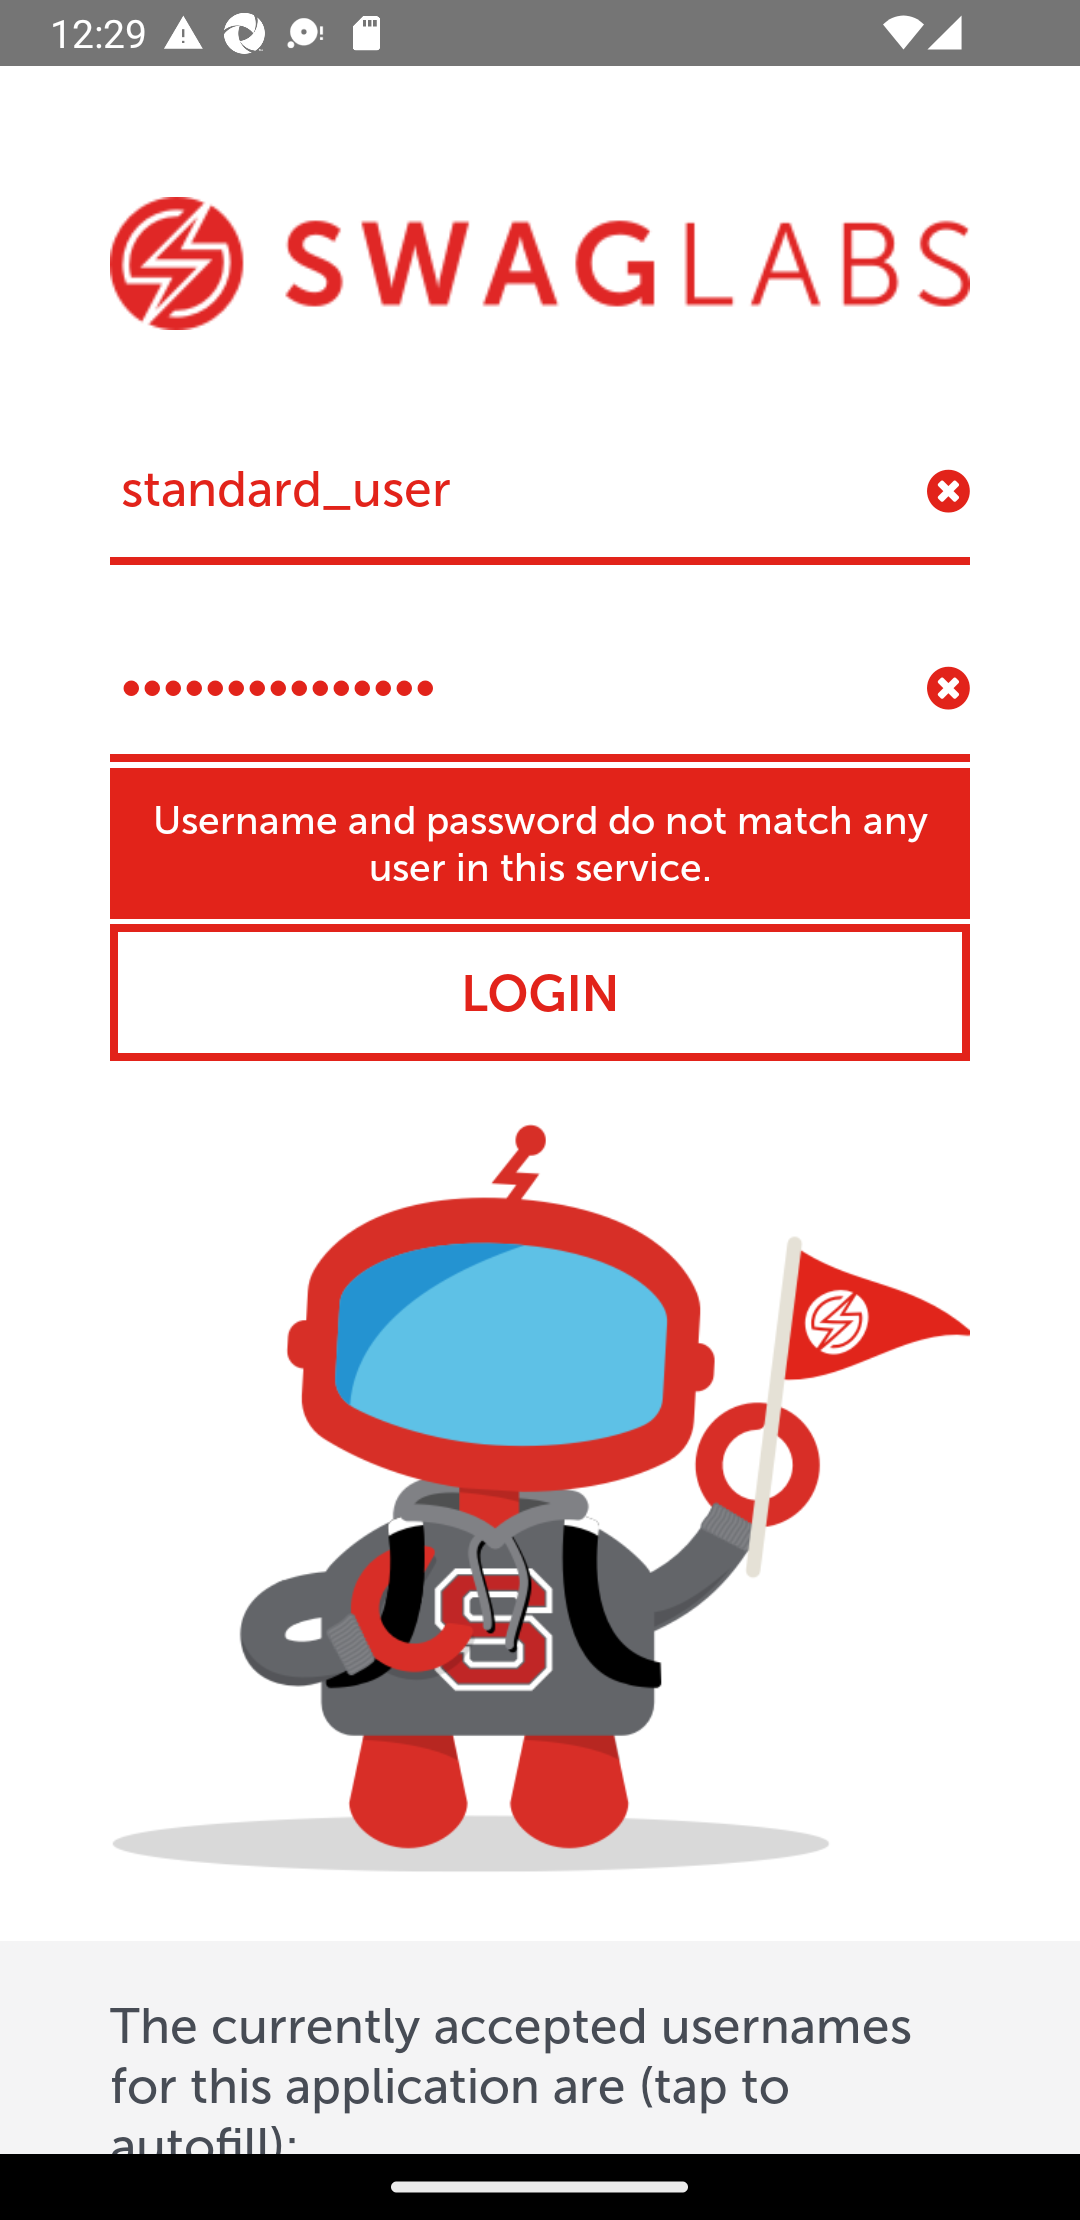 12:29
SWAGLABS
standard_user
•••••••••••••••
Username and password do not match any
user in this service.
LOGIN
S
The currently accepted usernames
for this application are (tap to
autofill):